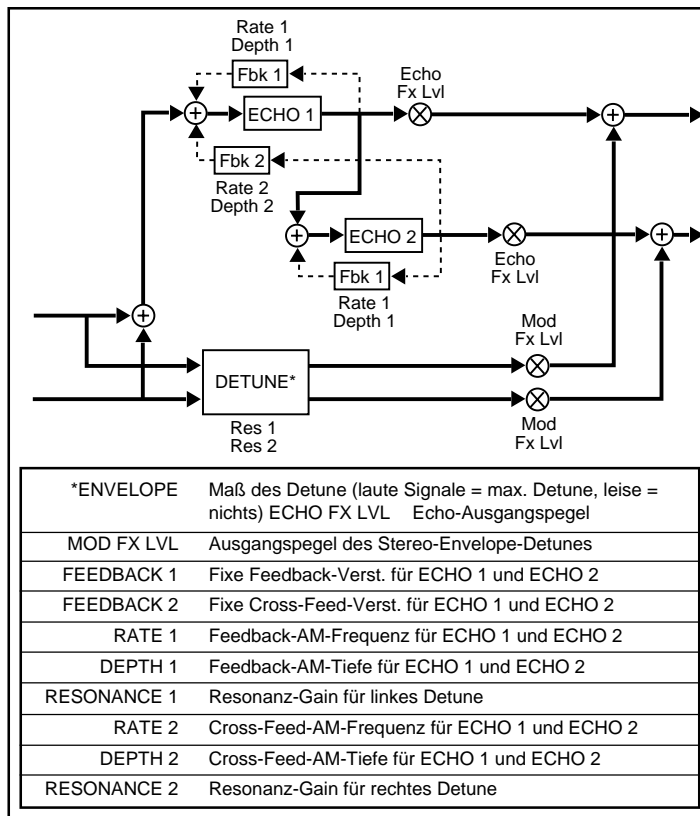 Rate 1
Depth 1
Fbk 1
Echo
Fx Lvl
+
ECHO 1
+
Fbk 2
Rate 2
Depth 2
+
ECHO 2
+
Echo
Fx Lvl
Fbk 1
Rate 1
Depth 1
+
Mod
Fx Lvl
DETUNE*
Mod
Fx Lvl
Res 1
Res 2
*ENVELOPE Maß des Detune (laute Signale = max. Detune, leise =
nichts) ECHO FX LVL Echo-Ausgangspegel
MOD FX LVL Ausgangspegel des Stereo-Envelope-Detunes
FEEDBACK 1 Fixe Feedback-Verst. für ECHO 1 und ECHO 2
FEEDBACK 2 Fixe Cross-Feed-Verst. für ECHO 1 und ECHO 2
RATE 1 Feedback-AM-Frequenz für ECHO 1 und ECHO 2
DEPTH 1 Feedback-AM-Tiefe für ECHO 1 und ECHO 2
RESONANCE 1 Resonanz-Gain für linkes Detune
RATE 2 Cross-Feed-AM-Frequenz für ECHO 1 und ECHO 2
DEPTH 2 Cross-Feed-AM-Tiefe für ECHO 1 und ECHO 2
RESONANCE 2 Resonanz-Gain für rechtes Detune